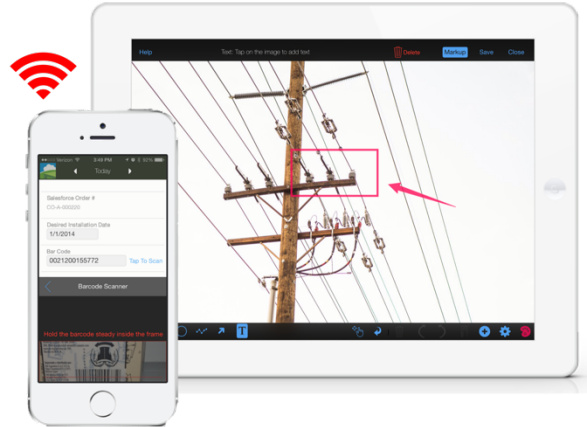 Help
Text: Tap on the image to add text
Delete
Markup
Save
Close
Verizon
3:44 PM
Today
Salesforce Order #
CO-A-000020
Desired Installation Date
1/1/2014
Bar Code
0021200155772
Tap To Scan
Barcode Scanner
Hold the barcode steady inside the frame
T